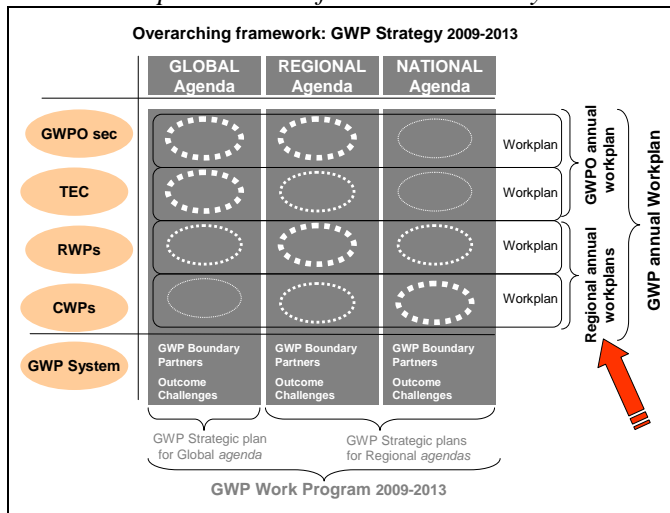 Overarching framework: GWP Strategy 2009-2013
GLOBAL
Agenda
REGIONAL
Agenda
NATIONAL
Agenda
GWPO sec
Workplan
TEC
Workplan
GWPO annual
workplan
RWPs
Workplan
CWPs
Workplan
Regional annual
workplans
GWP annual Workplan
GWP System
GWP Boundary
Partners
Outcome
Challenges
GWP Boundary
Partners
Outcome
Challenges
GWP Boundary
Partners
Outcome
Challenges
GWP Strategic plan
for Global agenda
GWP Strategic plans
for Regional agendas
GWP Work Program 2009-2013